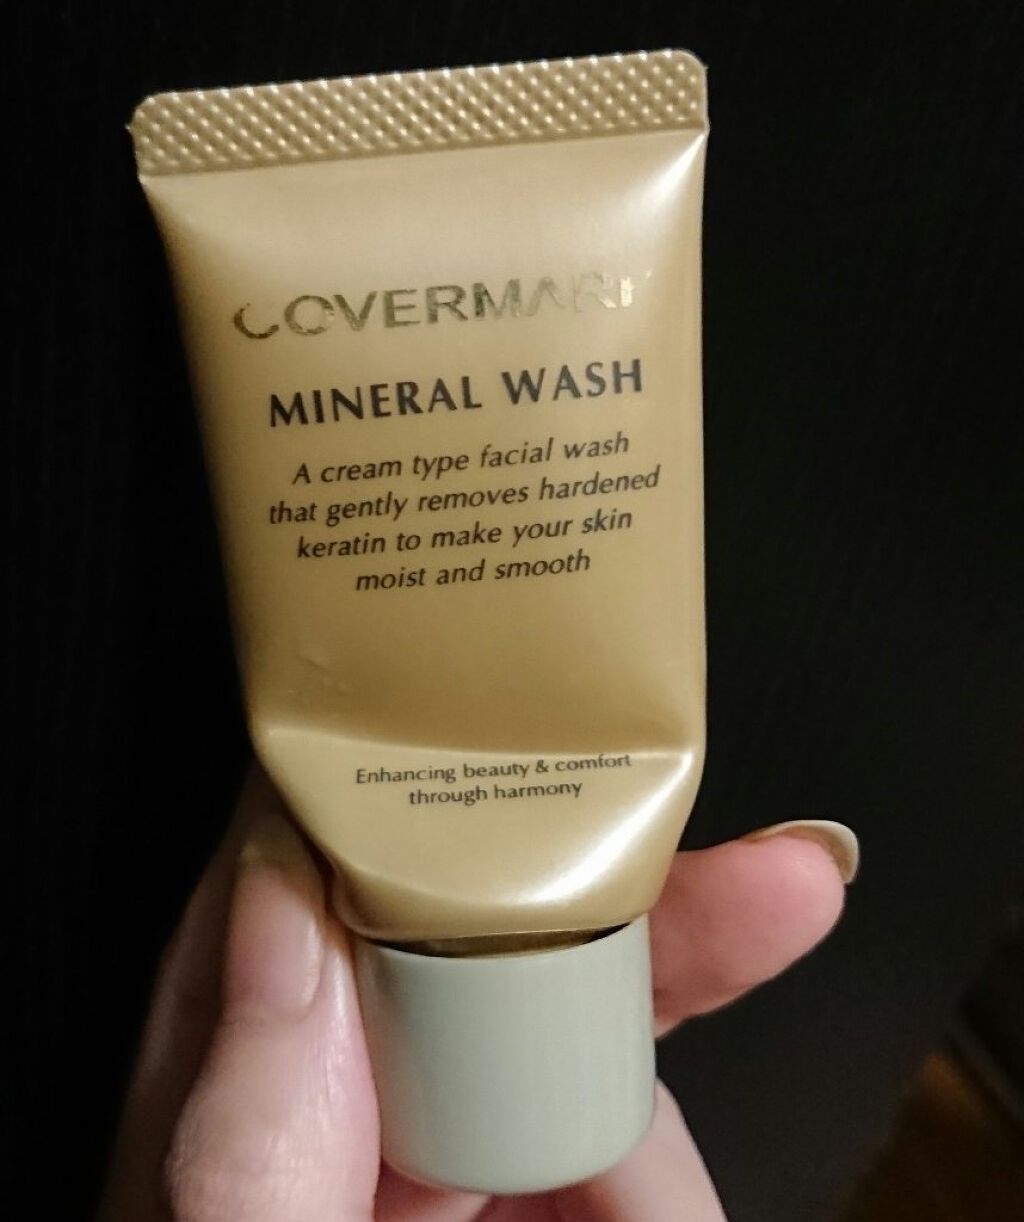 COVERMARK
MINERAL WASH
A cream type facial wash
that gently removes hardened
keratin to make your skin
moist and smooth
Enhancing beauty & comfort
through harmony